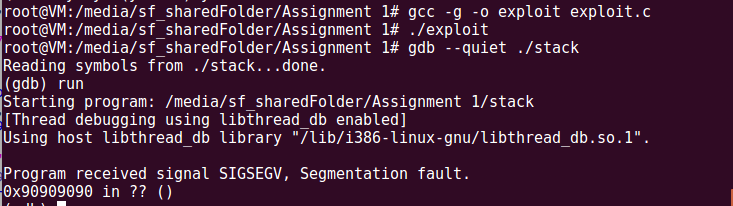 root@VM:/media/sf_sharedFolder/Assignment 1# gcc -g -o exploit exploit.c
root@VM:/media/sf_sharedFolder/Assignment 1# ./exploit
root@VM:/media/sf_sharedFolder/Assignment 1# gdb --quiet ./stack
Reading symbols from ./stack...done.
(gdb) run
Starting program: /media/sf_sharedFolder/Assignment 1/stack
[Thread debugging using libthread_db enabled]
Using host libthread_db library "/lib/i386-linux-gnu/libthread_db.so.1".
Program received signal SIGSEGV, Segmentation fault.
0x90909090 in ?? ()